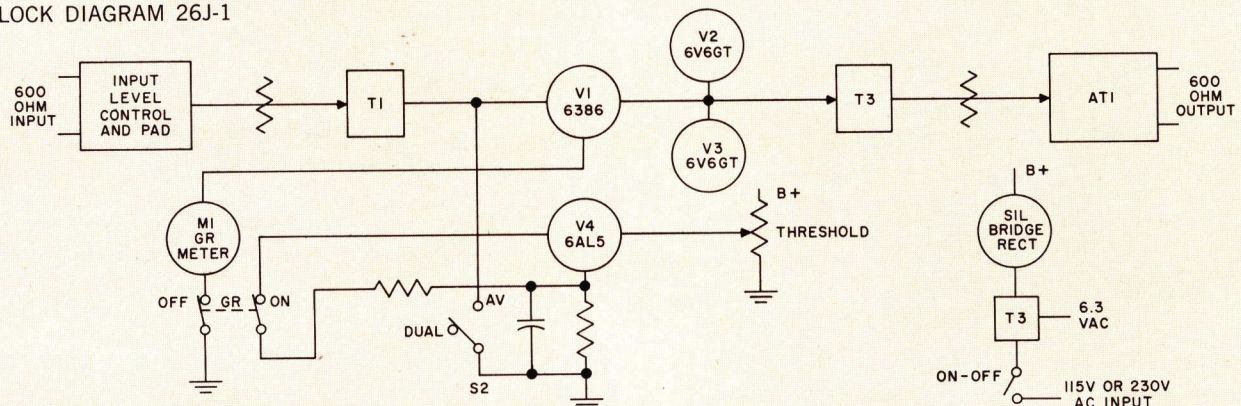 LOCK DIAGRAM 26J-1
600
OHM
INPUT
INPUT
LEVEL
CONTROL
AND PAD
T1
V1
6386
V2
6V6GT
V3
6V6GT
T3
AT1
600
OHM
OUTPUT
M1
GR
METER
OFF
GR
ON
V4
6AL5
B+
THRESHOLD
AV
DUAL
S2
B+
SIL
BRIDGE
RECT
T3
6.3
VAC
ON-OFF
115V OR 230V
AC INPUT